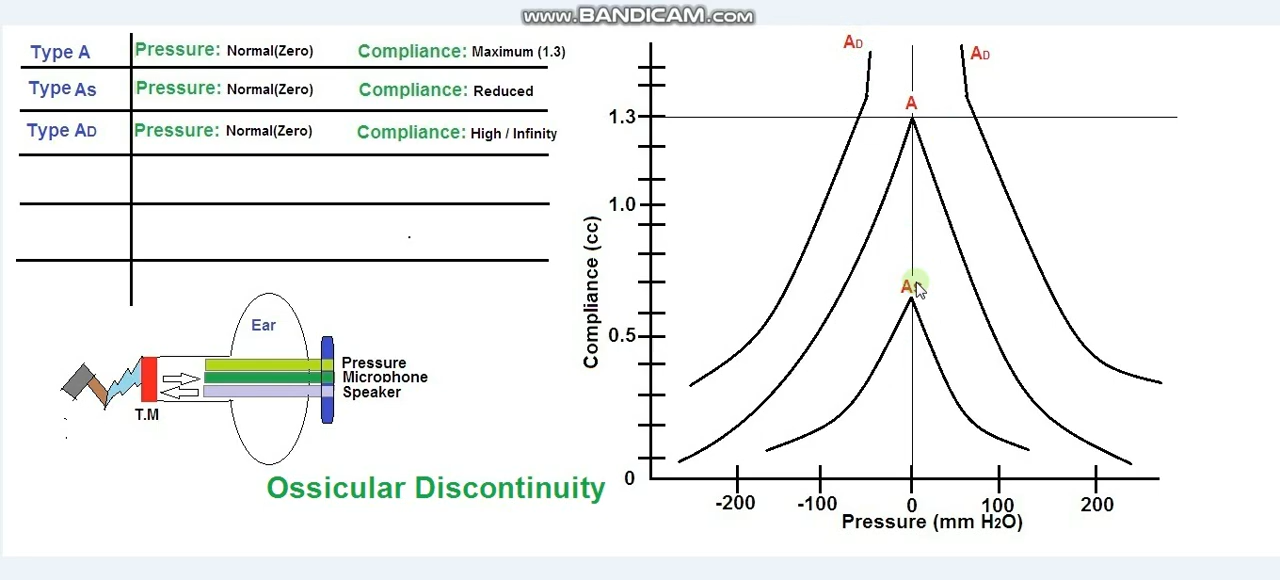 www.BANDICAM.com
Type A Pressure: Normal(Zero) Compliance: Maximum (1.3)
Type As Pressure: Normal(Zero) Compliance: Reduced
Type AD Pressure: Normal(Zero) Compliance: High / Infinity
AD AD
A
1.3
1.0
Compliance (cc)
As
0.5
0
-200 -100 0 100 200
Pressure (mm H2O)
Ear
Pressure
Microphone
Speaker
T.M
Ossicular Discontinuity